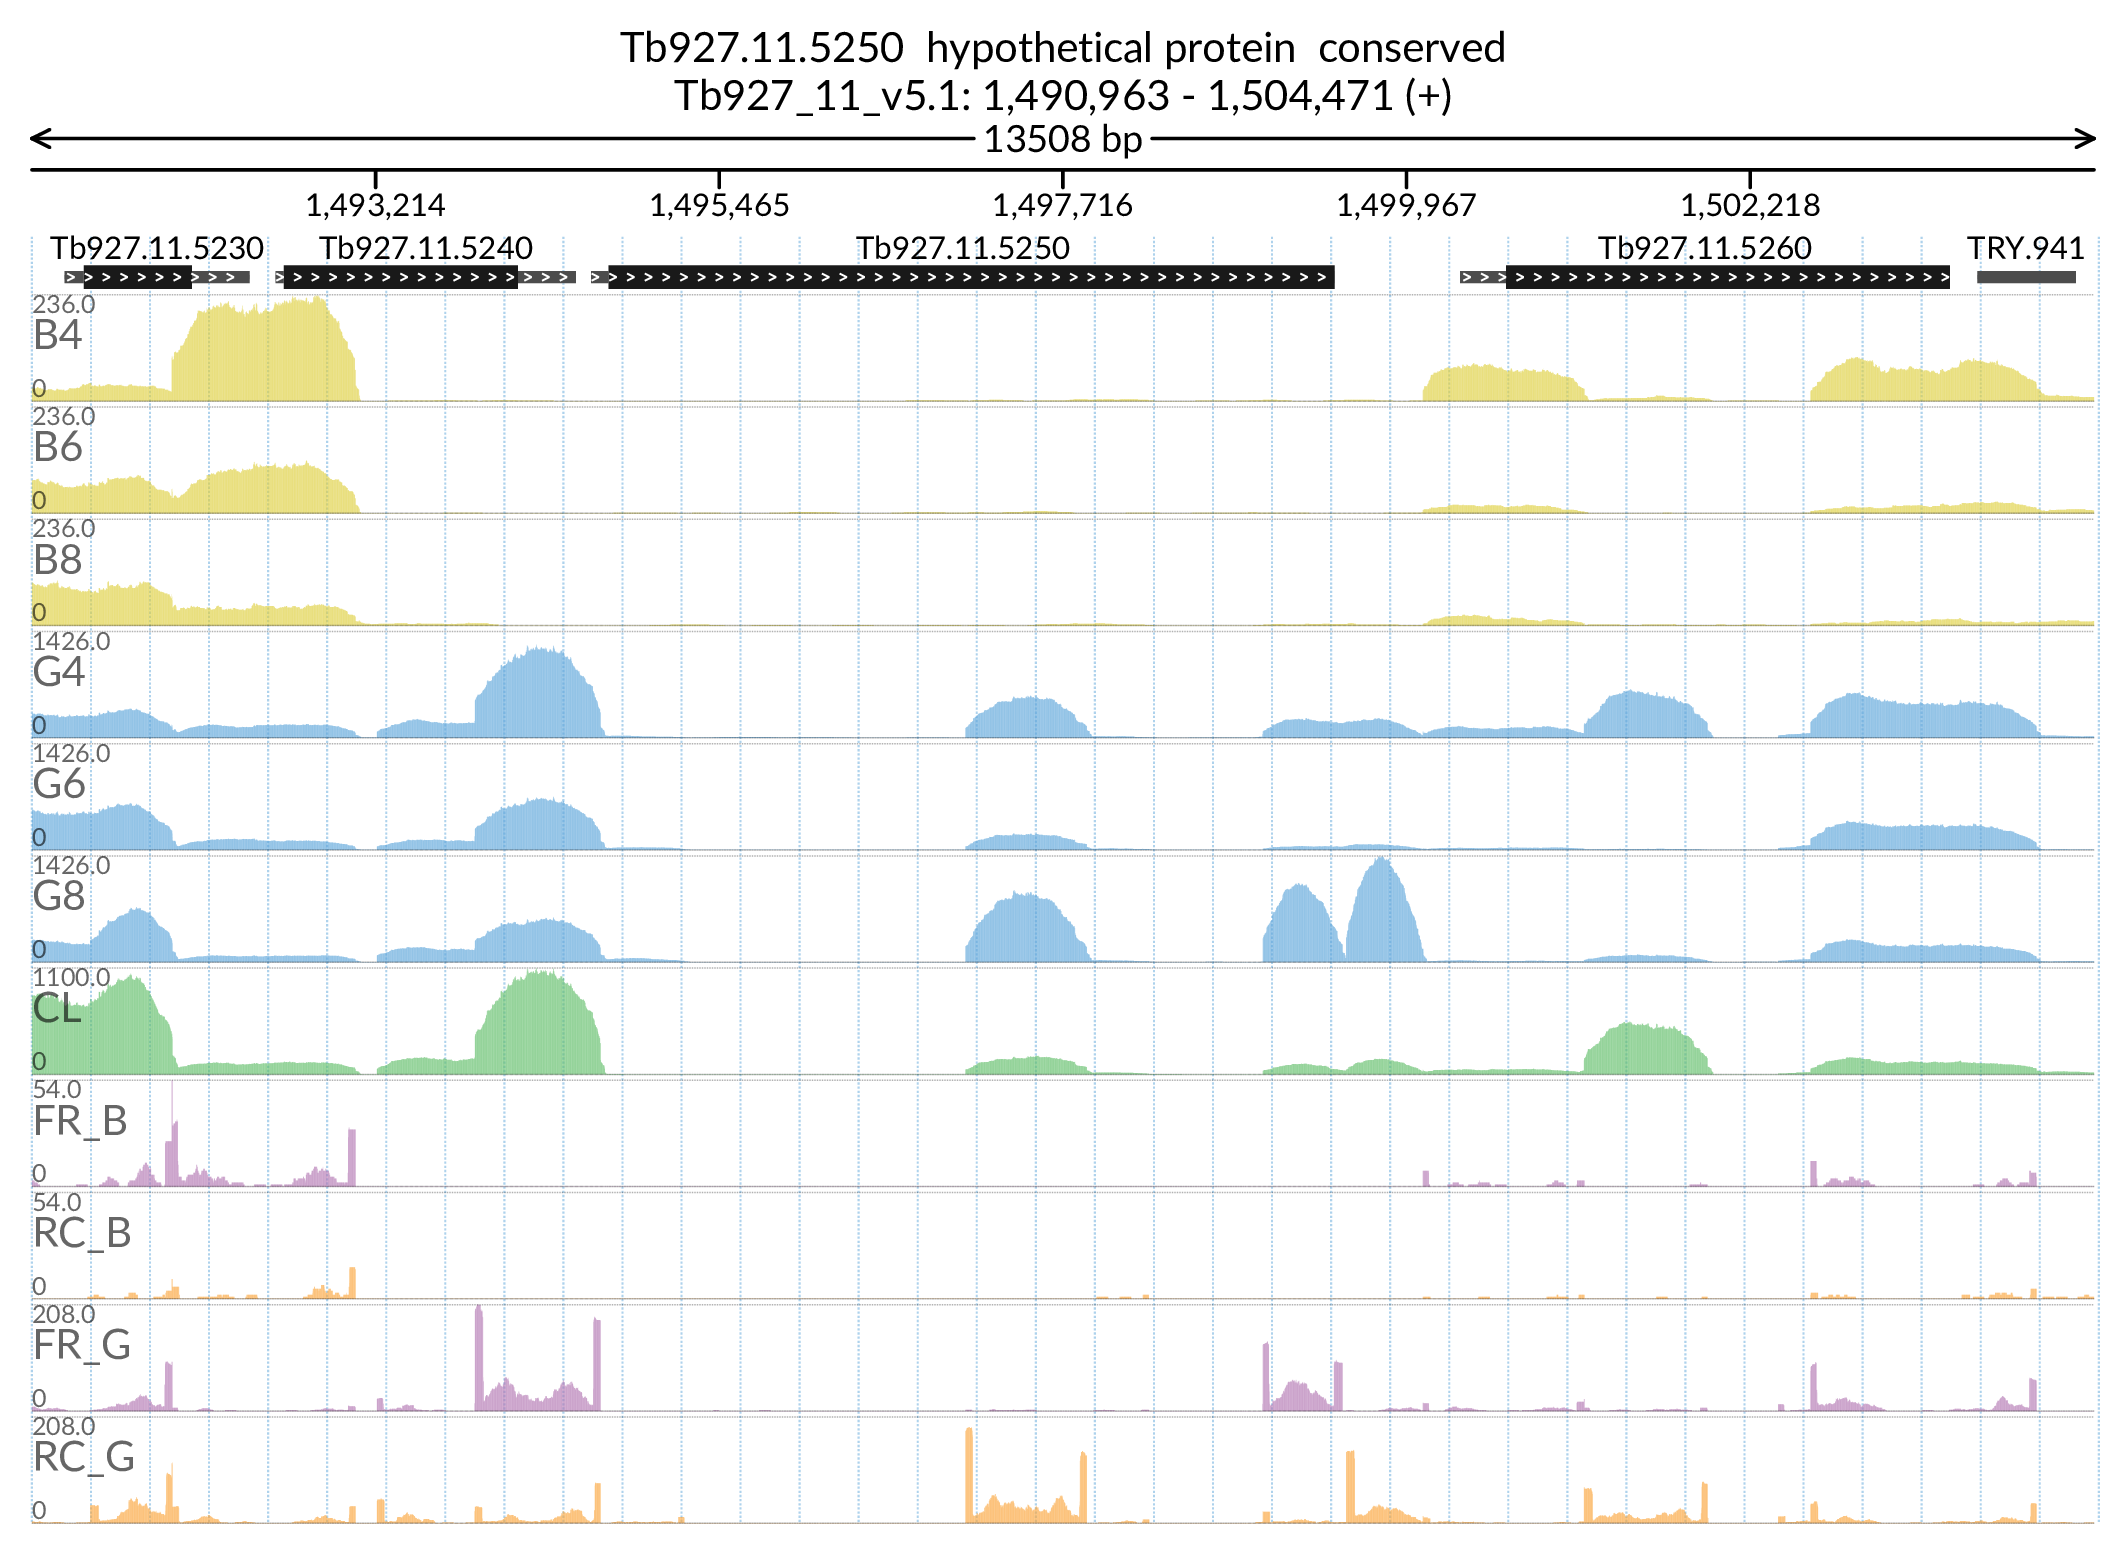 Tb927.11.5250  hypothetical protein  conserved
Tb927_11_v5.1: 1,490,963 - 1,504,471 (+)
13508 bp
1,493,214 1,495,465 1,497,716 1,499,967 1,502,218
Tb927.11.5230 Tb927.11.5240 Tb927.11.5250 Tb927.11.5260 TRY.941
236.0
B4
0
236.0
B6
0
236.0
B8
0
1426.0
G4
0
1426.0
G6
0
1426.0
G8
0
1100.0
CL
0
54.0
FR_B
0
54.0
RC_B
0
208.0
FR_G
0
208.0
RC_G
0